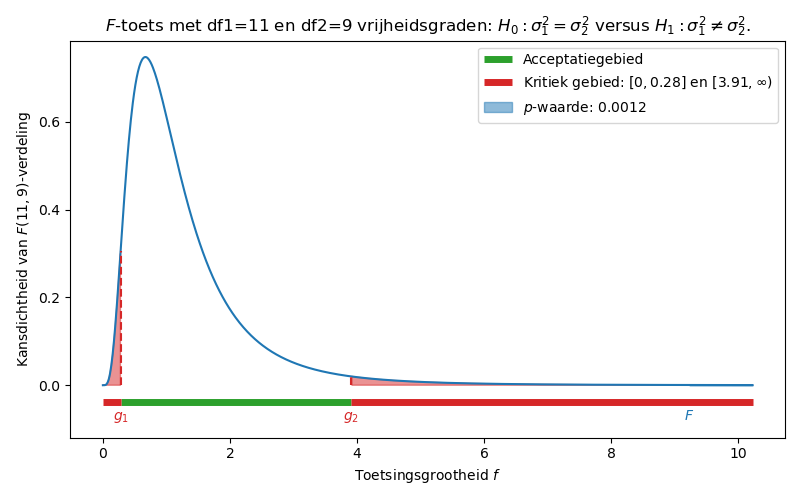 F-toets met df1=11 en df2=9 vrijheidsgraden: H₀ : σ₁² = σ₂² versus H₁ : σ₁² ≠ σ₂².
Acceptatiegebied
Kritiek gebied: [0, 0.28] en [3.91, ∞)
p-waarde: 0.0012
Kansdichtheid van F(11, 9)-verdeling
0.6
0.4
0.2
0.0
g₁ g₂ F
0 2 4 6 8 10
Toetsingsgrootheid f